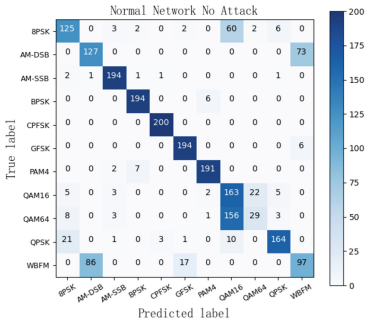 Normal Network No Attack
8PSK 125 0 3 2 0 2 0 60 2 6 0
AM-DSB 0 127 0 0 0 0 0 0 0 0 73
AM-SSB 2 1 194 1 1 0 0 0 0 1 0
BPSK 0 0 0 194 0 0 6 0 0 0 0
CPFSK 0 0 0 0 200 0 0 0 0 0 0
GFSK 0 0 0 0 0 194 0 0 0 0 6
PAM4 0 0 2 7 0 0 191 0 0 0 0
QAM16 5 0 3 0 0 0 2 163 22 5 0
QAM64 8 0 3 0 0 0 1 156 29 3 0
QPSK 21 0 1 0 3 1 0 10 0 164 0
WBFM 0 86 0 0 0 17 0 0 0 0 97
8PSK AM-DSB AM-SSB BPSK CPFSK GFSK PAM4 QAM16 QAM64 QPSK WBFM
Predicted label
True label
200
175
150
125
100
75
50
25
0